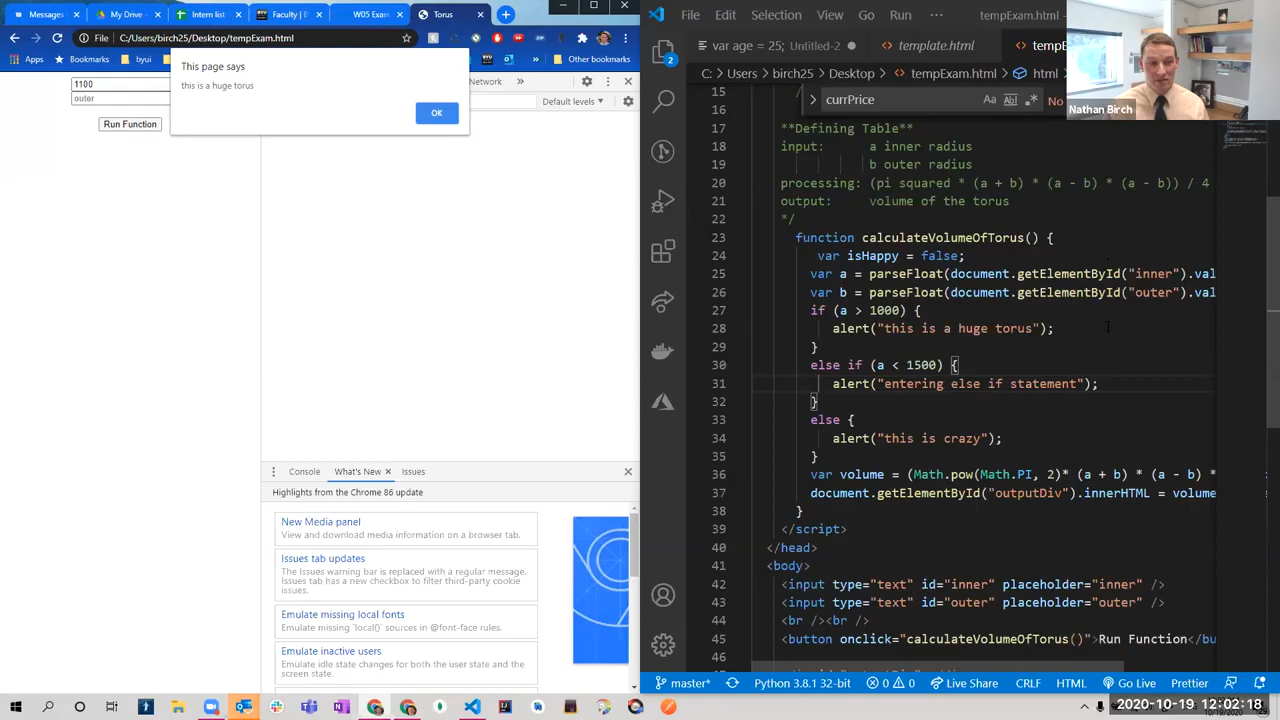 Messages
My Drive
Intern list
Faculty |
W05 Exam
Torus
File
C:/Users/birch25/Desktop/tempExam.html
Apps
Bookmarks
byui
Other bookmarks
This page says
this is a huge torus
OK
1100
outer
Run Function
Network
Default levels
Console
What's New
Issues
Highlights from the Chrome 86 update
New Media panel
View and download media information on a browser tab.
Issues tab updates
The Issues warning bar is replaced with a regular message.
Issues tab has a new checkbox to filter third-party cookie
issues.
Emulate missing local fonts
Emulate missing `local()` sources in @font-face rules.
Emulate inactive users
Emulate idle state changes for both the user state and the
screen state.
File Edit Selection View Go Run ··· tempExam.html
var age = 25; Untitled-2
template.html
C: > Users > birch25 > Desktop > tempExam.html > html
currPrice
Aa
No
Nathan Birch
15
16
17 **Defining Table**
18 input: a inner radius
19 b outer radius
20 processing: (pi squared * (a + b) * (a - b) * (a - b)) / 4
21 output: volume of the torus
22 */
23 function calculateVolumeOfTorus() {
24 var isHappy = false;
25 var a = parseFloat(document.getElementById("inner").val
26 var b = parseFloat(document.getElementById("outer").val
27 if (a > 1000) {
28 alert("this is a huge torus");
29 }
30 else if (a < 1500) {
31 alert("entering else if statement");
32 }
33 else {
34 alert("this is crazy");
35 }
36 var volume = (Math.pow(Math.PI, 2)* (a + b) * (a - b) *
37 document.getElementById("outputDiv").innerHTML = volume
38 }
39 </script>
40 </head>
41 <body>
42 <input type="text" id="inner" placeholder="inner" />
43 <input type="text" id="outer" placeholder="outer" />
44 <br /><br />
45 <button onclick="calculateVolumeOfTorus()">Run Function</bu
46
2
master*
Python 3.8.1 32-bit
0
0
Live Share
CRLF
HTML
Go Live
Prettier
2020-10-19 12:02:18